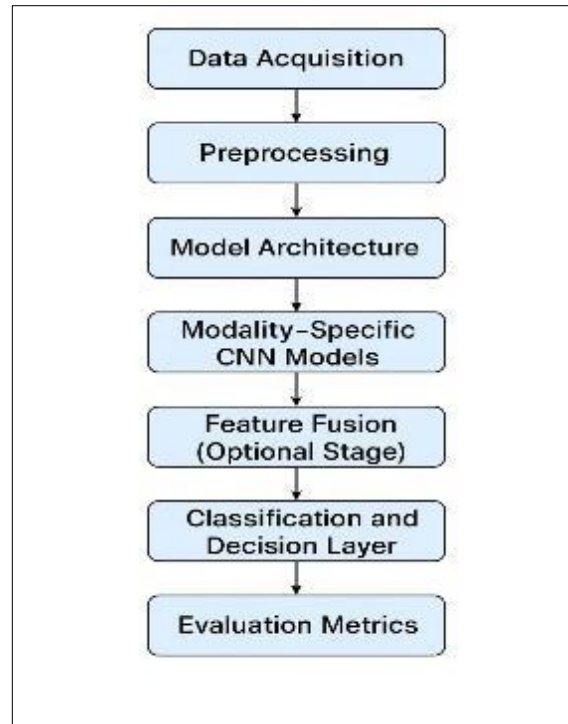 Data Acquisition
Preprocessing
Model Architecture
Modality-Specific
CNN Models
Feature Fusion
(Optional Stage)
Classification and
Decision Layer
Evaluation Metrics